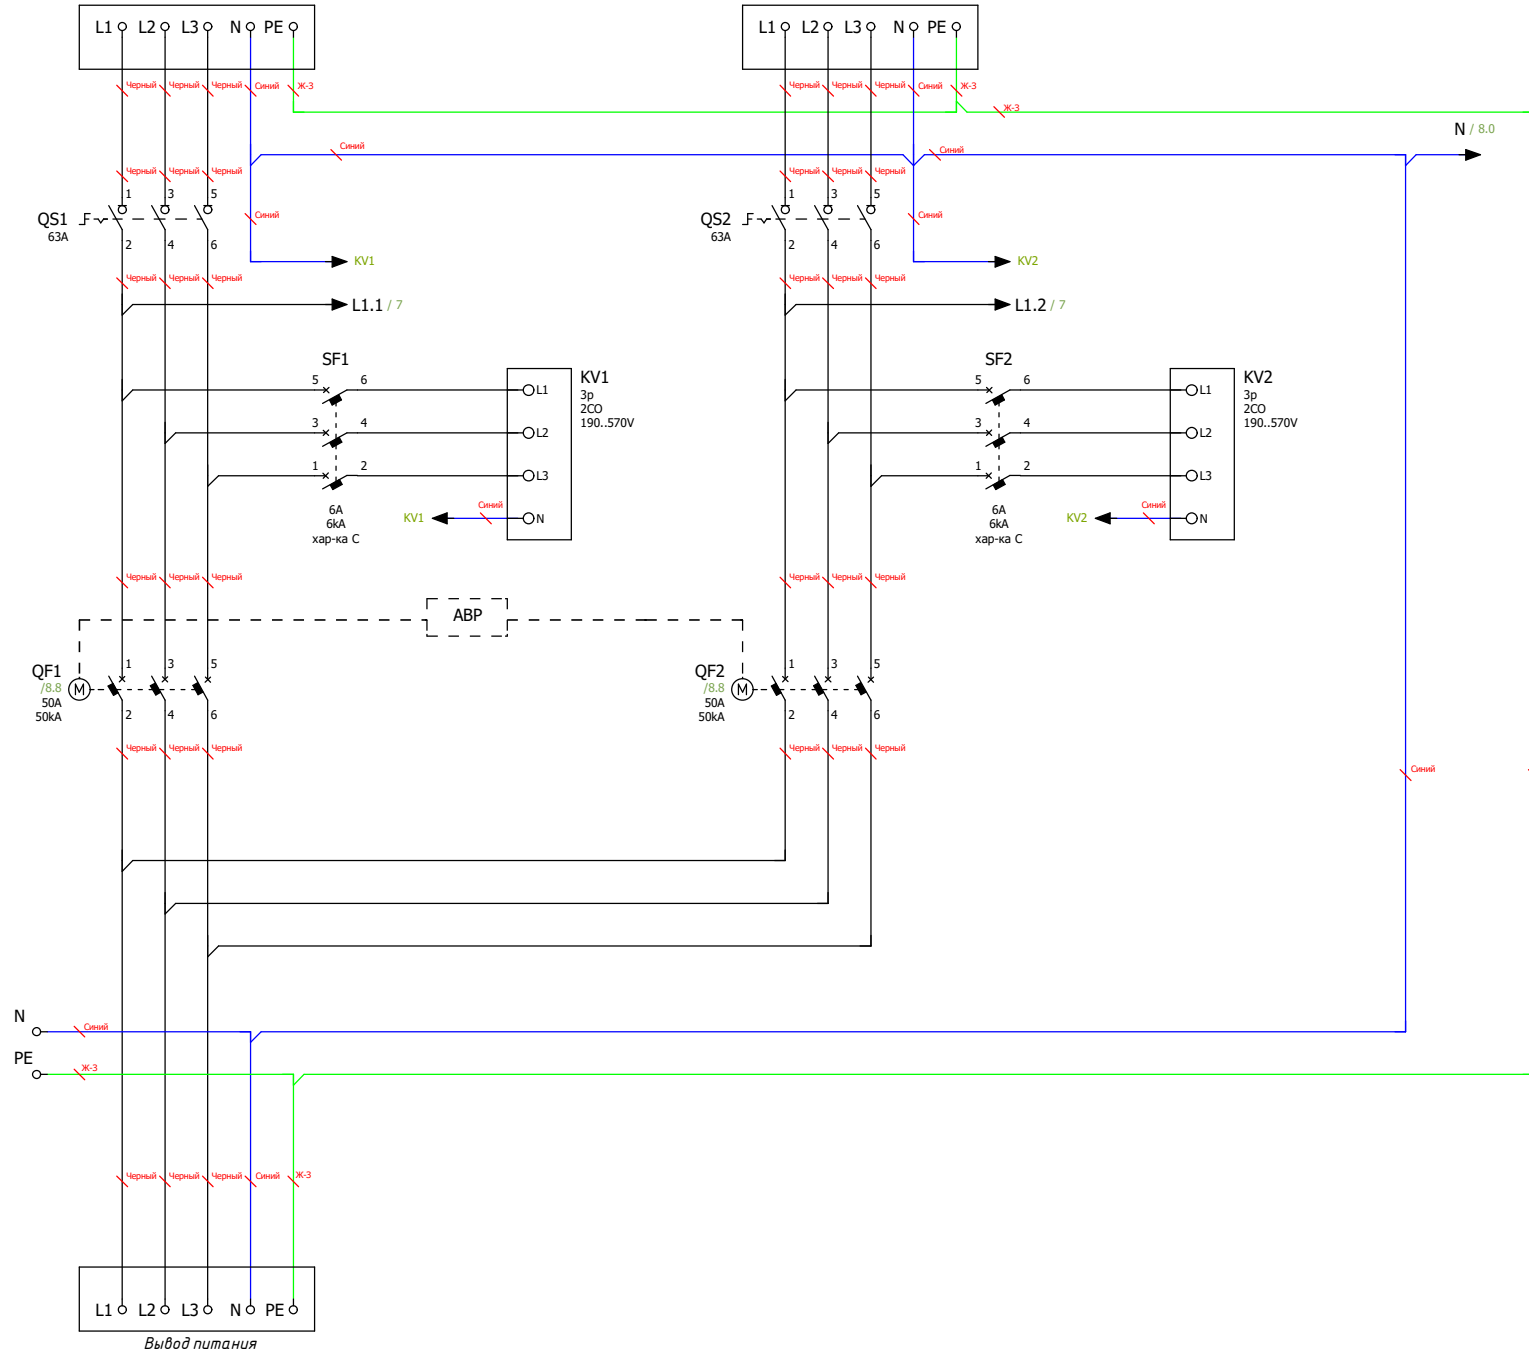 L1 L2 L3 N PE L1 L2 L3 N PE
Черный Черный Черный Синий Ж-З Черный Черный Черный Синий Ж-З
Ж-З
N / 8.0
Синий Синий
Черный Черный Черный Черный Черный Черный
1 3 5 1 3 5
QS1 Синий QS2 Синий
63A 63A
2 4 6 2 4 6
KV1 KV2
Черный Черный Черный Черный Черный Черный
L1.1 / 7 L1.2 / 7
SF1 SF2
5 6 L1 KV1 5 6 L1 KV2
3p 3p
2CO 2CO
190..570V 190..570V
3 4 L2 3 4 L2
1 2 L3 1 2 L3
Синий Синий
6A 6A
KV1 N KV2 N
6kA 6kA
хар-ка С хар-ка С
Черный Черный Черный Черный Черный Черный
АВР
1 3 5 1 3 5
QF1 QF2
/8.8 M /8.8 M
50A 50A
50kA 50kA
2 4 6 2 4 6
Черный Черный Черный Черный Черный Черный
Синий
N
Синий
PE
Ж-З
Черный Черный Черный Синий Ж-З
L1 L2 L3 N PE
Вывод питания